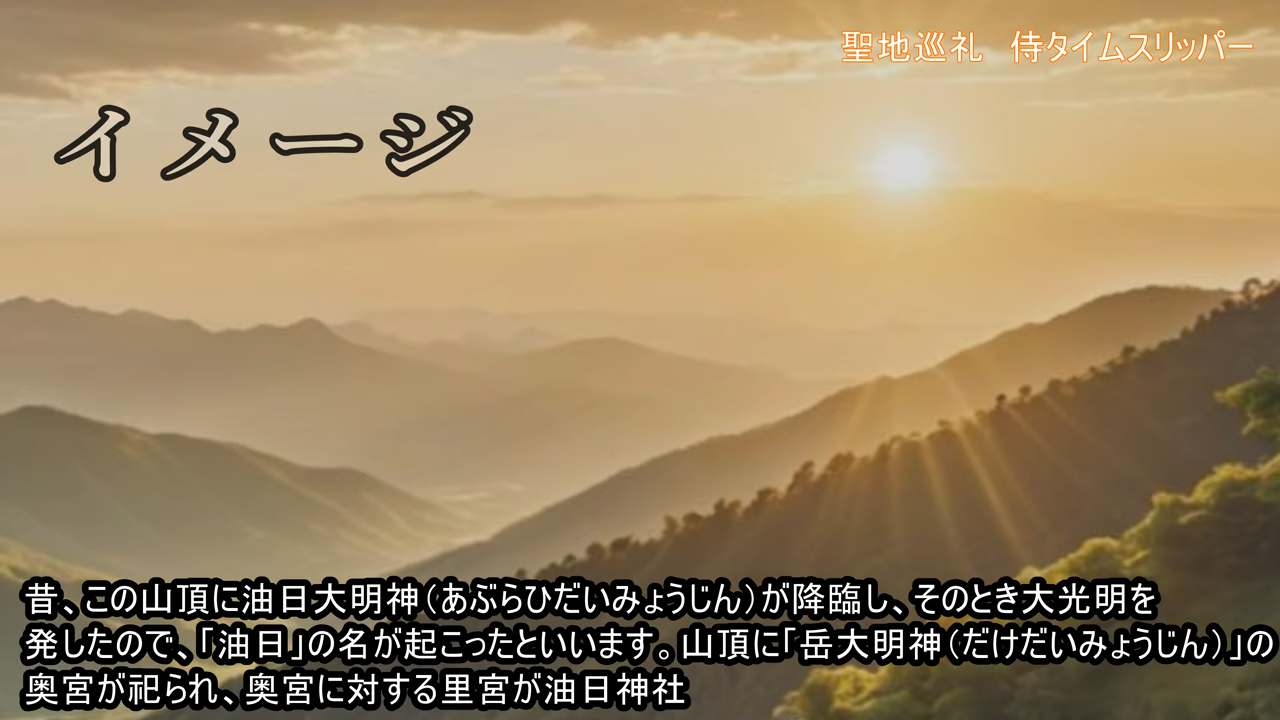 聖地巡礼　侍タイムスリッパー
イメージ
昔、この山頂に油日大明神（あぶらひだいみょうじん）が降臨し、そのとき大光明を
発したので、「油日」の名が起こったといいます。山頂に「岳大明神（だけだいみょうじん）」の
奥宮が祀られ、奥宮に対する里宮が油日神社